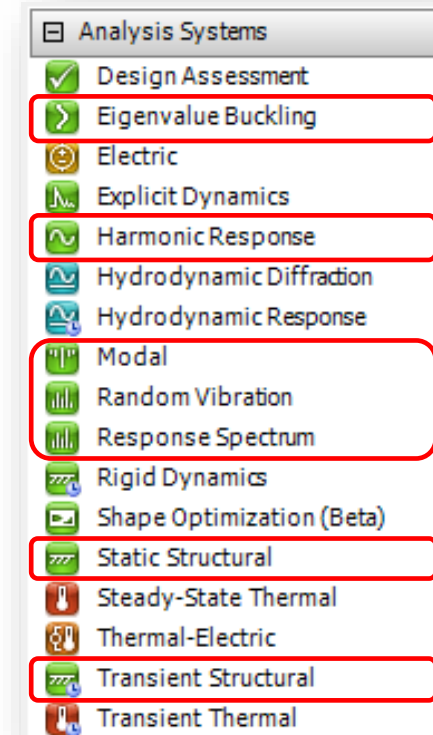 Analysis Systems
Design Assessment
Eigenvalue Buckling
Electric
Explicit Dynamics
Harmonic Response
Hydrodynamic Diffraction
Hydrodynamic Response
Modal
Random Vibration
Response Spectrum
Rigid Dynamics
Shape Optimization (Beta)
Static Structural
Steady-State Thermal
Thermal-Electric
Transient Structural
Transient Thermal